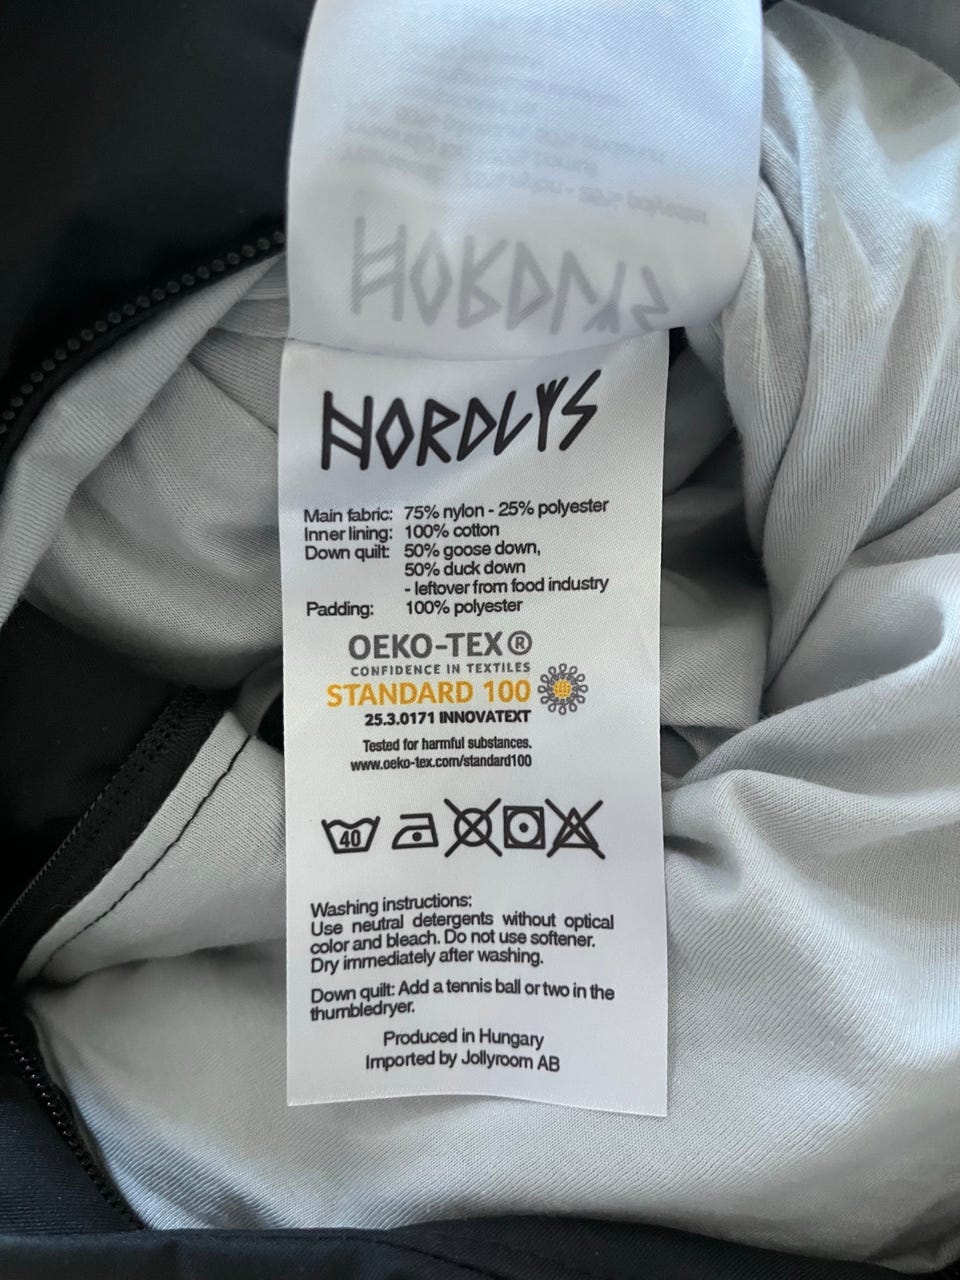 NORDLYS
NORDLYS
Main fabric: 75% nylon - 25% polyester
Inner lining: 100% cotton
Down quilt: 50% goose down,
50% duck down
- leftover from food industry
Padding: 100% polyester
OEKO-TEX®
CONFIDENCE IN TEXTILES
STANDARD 100
25.3.0171 INNOVATEXT
Tested for harmful substances.
www.oeko-tex.com/standard100
40
Washing instructions:
Use neutral detergents without optical
color and bleach. Do not use softener.
Dry immediately after washing.
Down quilt: Add a tennis ball or two in the
thumbledryer.
Produced in Hungary
Imported by Jollyroom AB